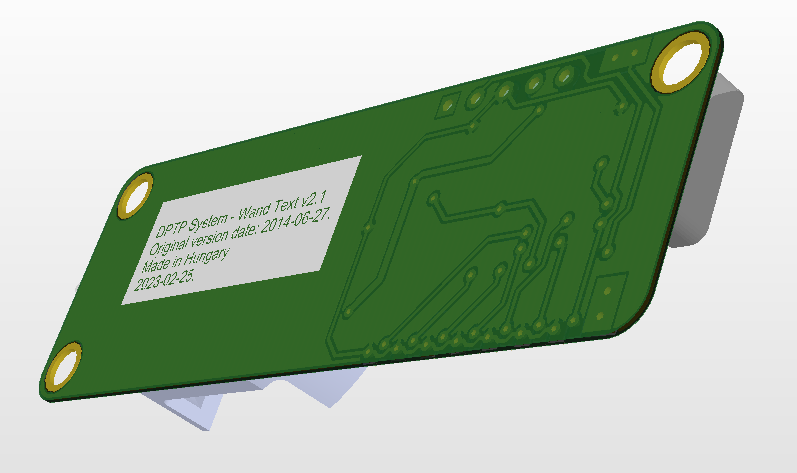 DPTP System - Wand Text v2.1
Original version date: 2014-06-27.
Made in Hungary
2023-02-25.